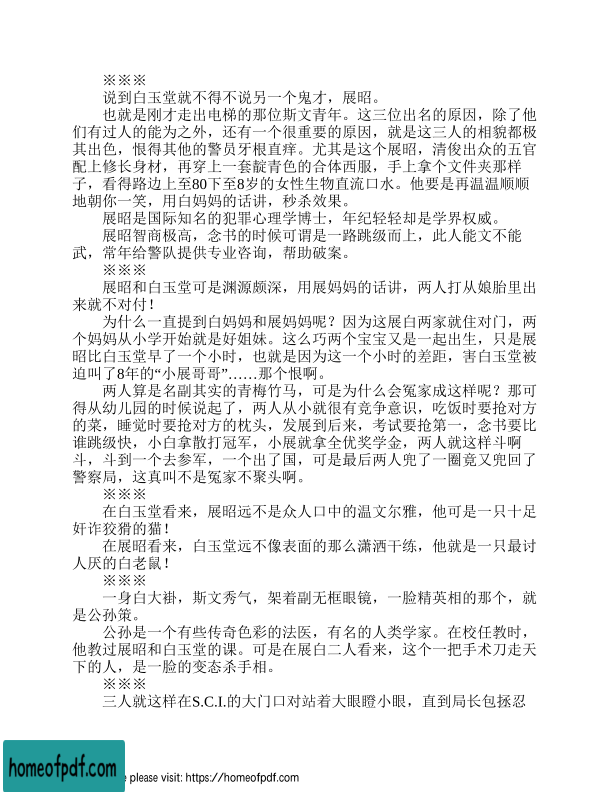 ※※※
说到白玉堂就不得不说另一个鬼才，展昭。
也就是刚才走出电梯的那位斯文青年。这三位出名的原因，除了他
们有过人的能为之外，还有一个很重要的原因，就是这三人的相貌都极
其出色，恨得其他的警员牙根直痒。尤其是这个展昭，清俊出众的五官
配上修长身材，再穿上一套靛青色的合体西服，手上拿个文件夹那样
子，看得路边上至80下至8岁的女性生物直流口水。他要是再温温顺顺
地朝你一笑，用白妈妈的话讲，秒杀效果。
展昭是国际知名的犯罪心理学博士，年纪轻轻却是学界权威。
展昭智商极高，念书的时候可谓是一路跳级而上，此人能文不能
武，常年给警队提供专业咨询，帮助破案。
※※※
展昭和白玉堂可是渊源颇深，用展妈妈的话讲，两人打从娘胎里出
来就不对付！
为什么一直提到白妈妈和展妈妈呢？因为这展白两家就住对门，两
个妈妈从小学开始就是好姐妹。这么巧两个宝宝又是一起出生，只是展
昭比白玉堂早了一个小时，也就是因为这一个小时的差距，害白玉堂被
迫叫了8年的“小展哥哥”……那个恨啊。
两人算是名副其实的青梅竹马，可是为什么会冤家成这样呢？那可
得从幼儿园的时候说起了，两人从小就很有竞争意识，吃饭时要抢对方
的菜，睡觉时要抢对方的枕头，发展到后来，考试要抢第一，念书要比
谁跳级快，小白拿散打冠军，小展就拿全优奖学金，两人就这样斗啊
斗，斗到一个去参军，一个出了国，可是最后两人兜了一圈竟又兜回了
警察局，这真叫不是冤家不聚头啊。
※※※
在白玉堂看来，展昭远不是众人口中的温文尔雅，他可是一只十足
奸诈狡猾的猫！
在展昭看来，白玉堂远不像表面的那么潇洒干练，他就是一只最讨
人厌的白老鼠！
※※※
一身白大褂，斯文秀气，架着副无框眼镜，一脸精英相的那个，就
是公孙策。
公孙是一个有些传奇色彩的法医，有名的人类学家。在校任教时，
他教过展昭和白玉堂的课。可是在展白二人看来，这个一把手术刀走天
下的人，是一脸的变态杀手相。
※※※
三人就这样在S.C.I.的大门口对站着大眼瞪小眼，直到局长包拯忍
homeofpdf.com
e please visit: https://homeofpdf.com